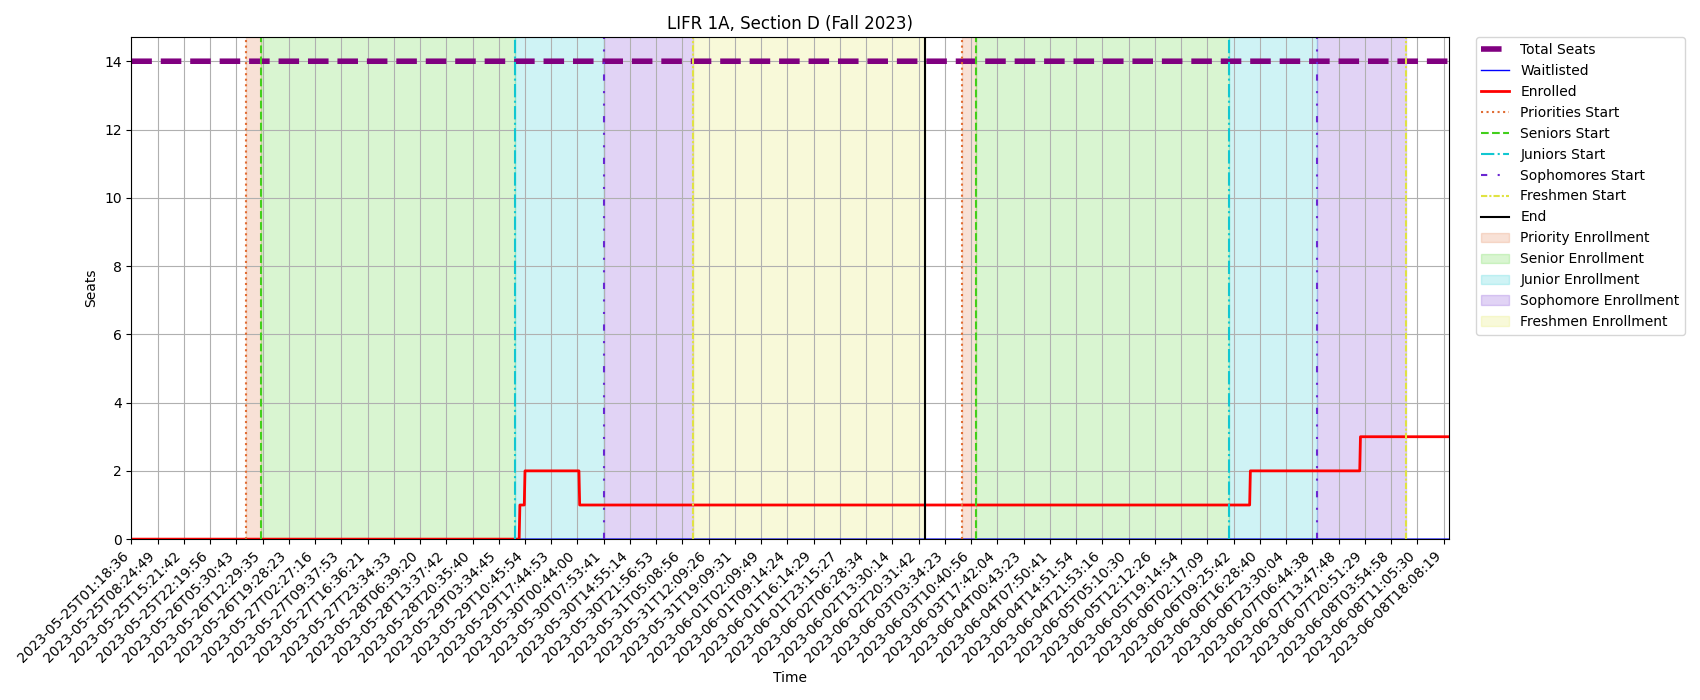 LIFR 1A, Section D (Fall 2023)
Seats
14
12
10
8
6
4
2
0
2023-05-25T01:18:36
2023-05-25T08:24:49
2023-05-25T15:21:42
2023-05-25T22:19:56
2023-05-26T05:30:43
2023-05-26T12:29:35
2023-05-26T19:28:23
2023-05-27T02:27:16
2023-05-27T09:37:53
2023-05-27T16:36:21
2023-05-27T23:34:33
2023-05-28T06:39:20
2023-05-28T13:37:42
2023-05-28T20:35:40
2023-05-29T03:34:45
2023-05-29T10:45:54
2023-05-29T17:44:53
2023-05-30T00:44:00
2023-05-30T07:53:41
2023-05-30T14:55:14
2023-05-30T21:56:53
2023-05-31T05:08:56
2023-05-31T12:09:26
2023-05-31T19:09:31
2023-06-01T02:09:49
2023-06-01T09:14:24
2023-06-01T16:14:29
2023-06-01T23:15:27
2023-06-02T06:28:34
2023-06-02T13:30:14
2023-06-02T20:31:42
2023-06-03T03:34:23
2023-06-03T10:40:56
2023-06-03T17:42:04
2023-06-04T00:43:23
2023-06-04T07:50:41
2023-06-04T14:51:54
2023-06-04T21:53:16
2023-06-05T05:10:30
2023-06-05T12:12:26
2023-06-05T19:14:54
2023-06-06T02:17:09
2023-06-06T09:25:42
2023-06-06T16:28:40
2023-06-06T23:30:04
2023-06-07T06:44:38
2023-06-07T13:47:48
2023-06-07T20:51:29
2023-06-08T03:54:58
2023-06-08T11:05:30
2023-06-08T18:08:19
Time
Total Seats
Waitlisted
Enrolled
Priorities Start
Seniors Start
Juniors Start
Sophomores Start
Freshmen Start
End
Priority Enrollment
Senior Enrollment
Junior Enrollment
Sophomore Enrollment
Freshmen Enrollment